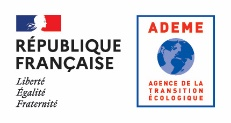 RÉPUBLIQUE
FRANÇAISE
Liberté
Égalité
Fraternité
ADEME
AGENCE DE LA
TRANSITION
ÉCOLOGIQUE